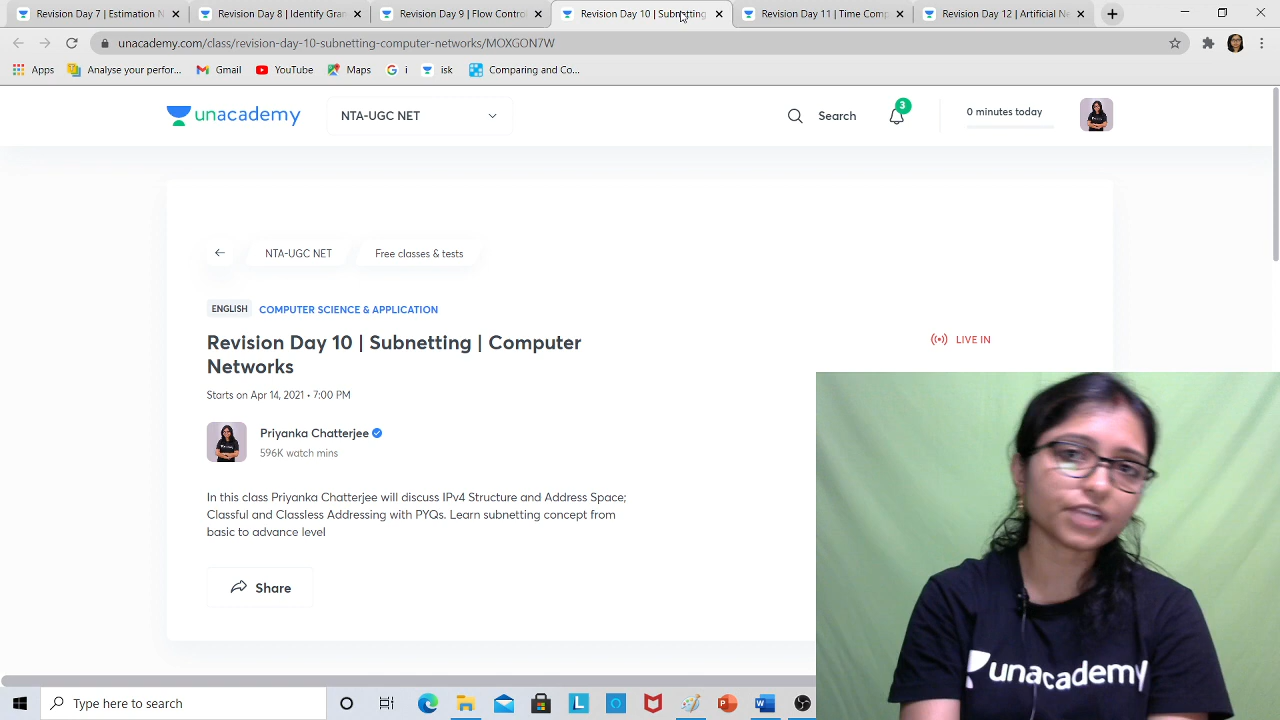 Revision Day 7 | Estimation N
Revision Day 8 | Identify Gran
Revision Day 9 | Flow Control
Revision Day 10 | Subnetting
Revision Day 11 | Time Comp
Revision Day 12 | Artificial Ne
unacademy.com/class/revision-day-10-subnetting-computer-networks/MOXGON7W
Apps
Analyse your perfor...
Gmail
YouTube
Maps
i
isk
Comparing and Co...
unacademy
NTA-UGC NET
Search
3
0 minutes today
NTA-UGC NET
Free classes & tests
ENGLISH
COMPUTER SCIENCE & APPLICATION
Revision Day 10 | Subnetting | Computer
Networks
LIVE IN
Starts on Apr 14, 2021 • 7:00 PM
Priyanka Chatterjee
596K watch mins
In this class Priyanka Chatterjee will discuss IPv4 Structure and Address Space;
Classful and Classless Addressing with PYQs. Learn subnetting concept from
basic to advance level
Share
unacademy
Type here to search